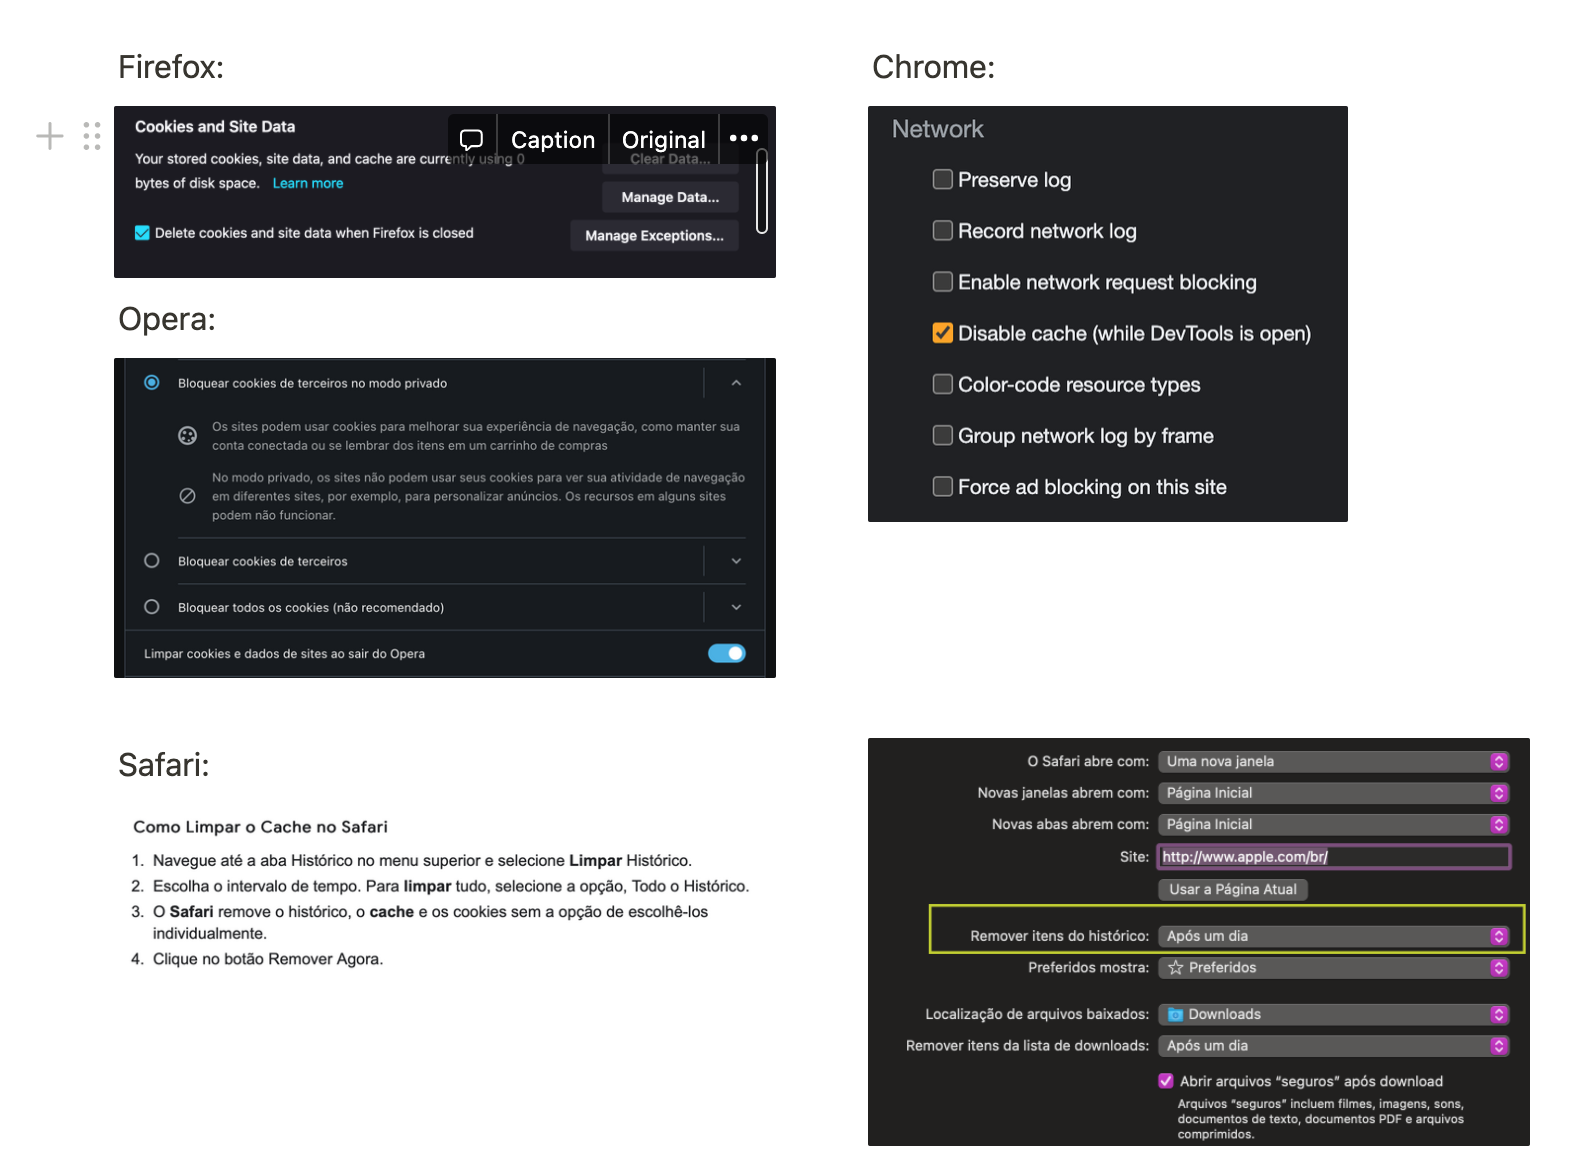 Firefox:
Cookies and Site Data
Caption
Original
Your stored cookies, site data, and cache are currently using 0
bytes of disk space. Learn more
Clear Data...
Manage Data...
Delete cookies and site data when Firefox is closed
Manage Exceptions...
Opera:
Bloquear cookies de terceiros no modo privado
Os sites podem usar cookies para melhorar sua experiência de navegação, como manter sua
conta conectada ou se lembrar dos itens em um carrinho de compras
No modo privado, os sites não podem usar seus cookies para ver sua atividade de navegação
em diferentes sites, por exemplo, para personalizar anúncios. Os recursos em alguns sites
podem não funcionar.
Bloquear cookies de terceiros
Bloquear todos os cookies (não recomendado)
Limpar cookies e dados de sites ao sair do Opera
Chrome:
Network
Preserve log
Record network log
Enable network request blocking
Disable cache (while DevTools is open)
Color-code resource types
Group network log by frame
Force ad blocking on this site
Safari:
Como Limpar o Cache no Safari
1. Navegue até a aba Histórico no menu superior e selecione Limpar Histórico.
2. Escolha o intervalo de tempo. Para limpar tudo, selecione a opção, Todo o Histórico.
3. O Safari remove o histórico, o cache e os cookies sem a opção de escolhê-los
individualmente.
4. Clique no botão Remover Agora.
O Safari abre com: Uma nova janela
Novas janelas abrem com: Página Inicial
Novas abas abrem com: Página Inicial
Site: http://www.apple.com/br/
Usar a Página Atual
Remover itens do histórico: Após um dia
Preferidos mostra: Preferidos
Localização de arquivos baixados: Downloads
Remover itens da lista de downloads: Após um dia
Abrir arquivos “seguros” após download
Arquivos “seguros” incluem filmes, imagens, sons,
documentos de texto, documentos PDF e arquivos
comprimidos.